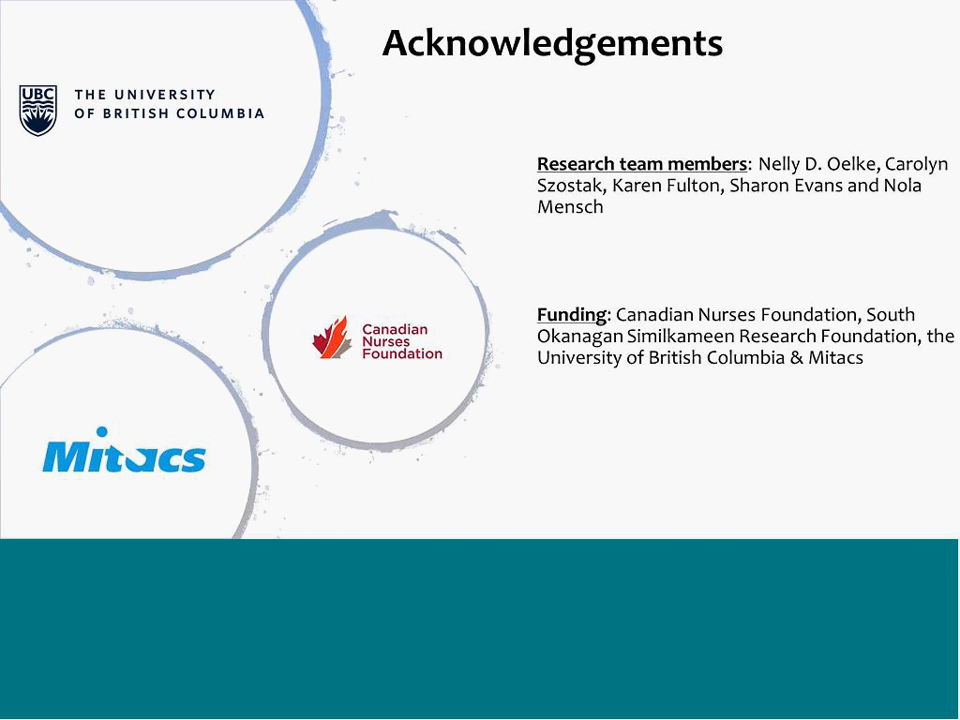 Acknowledgements
UBC
THE UNIVERSITY
OF BRITISH COLUMBIA
Research team members: Nelly D. Oelke, Carolyn
Szostak, Karen Fulton, Sharon Evans and Nola
Mensch
Canadian
Nurses
Foundation
Funding: Canadian Nurses Foundation, South
Okanagan Similkameen Research Foundation, the
University of British Columbia & Mitacs
Mitacs